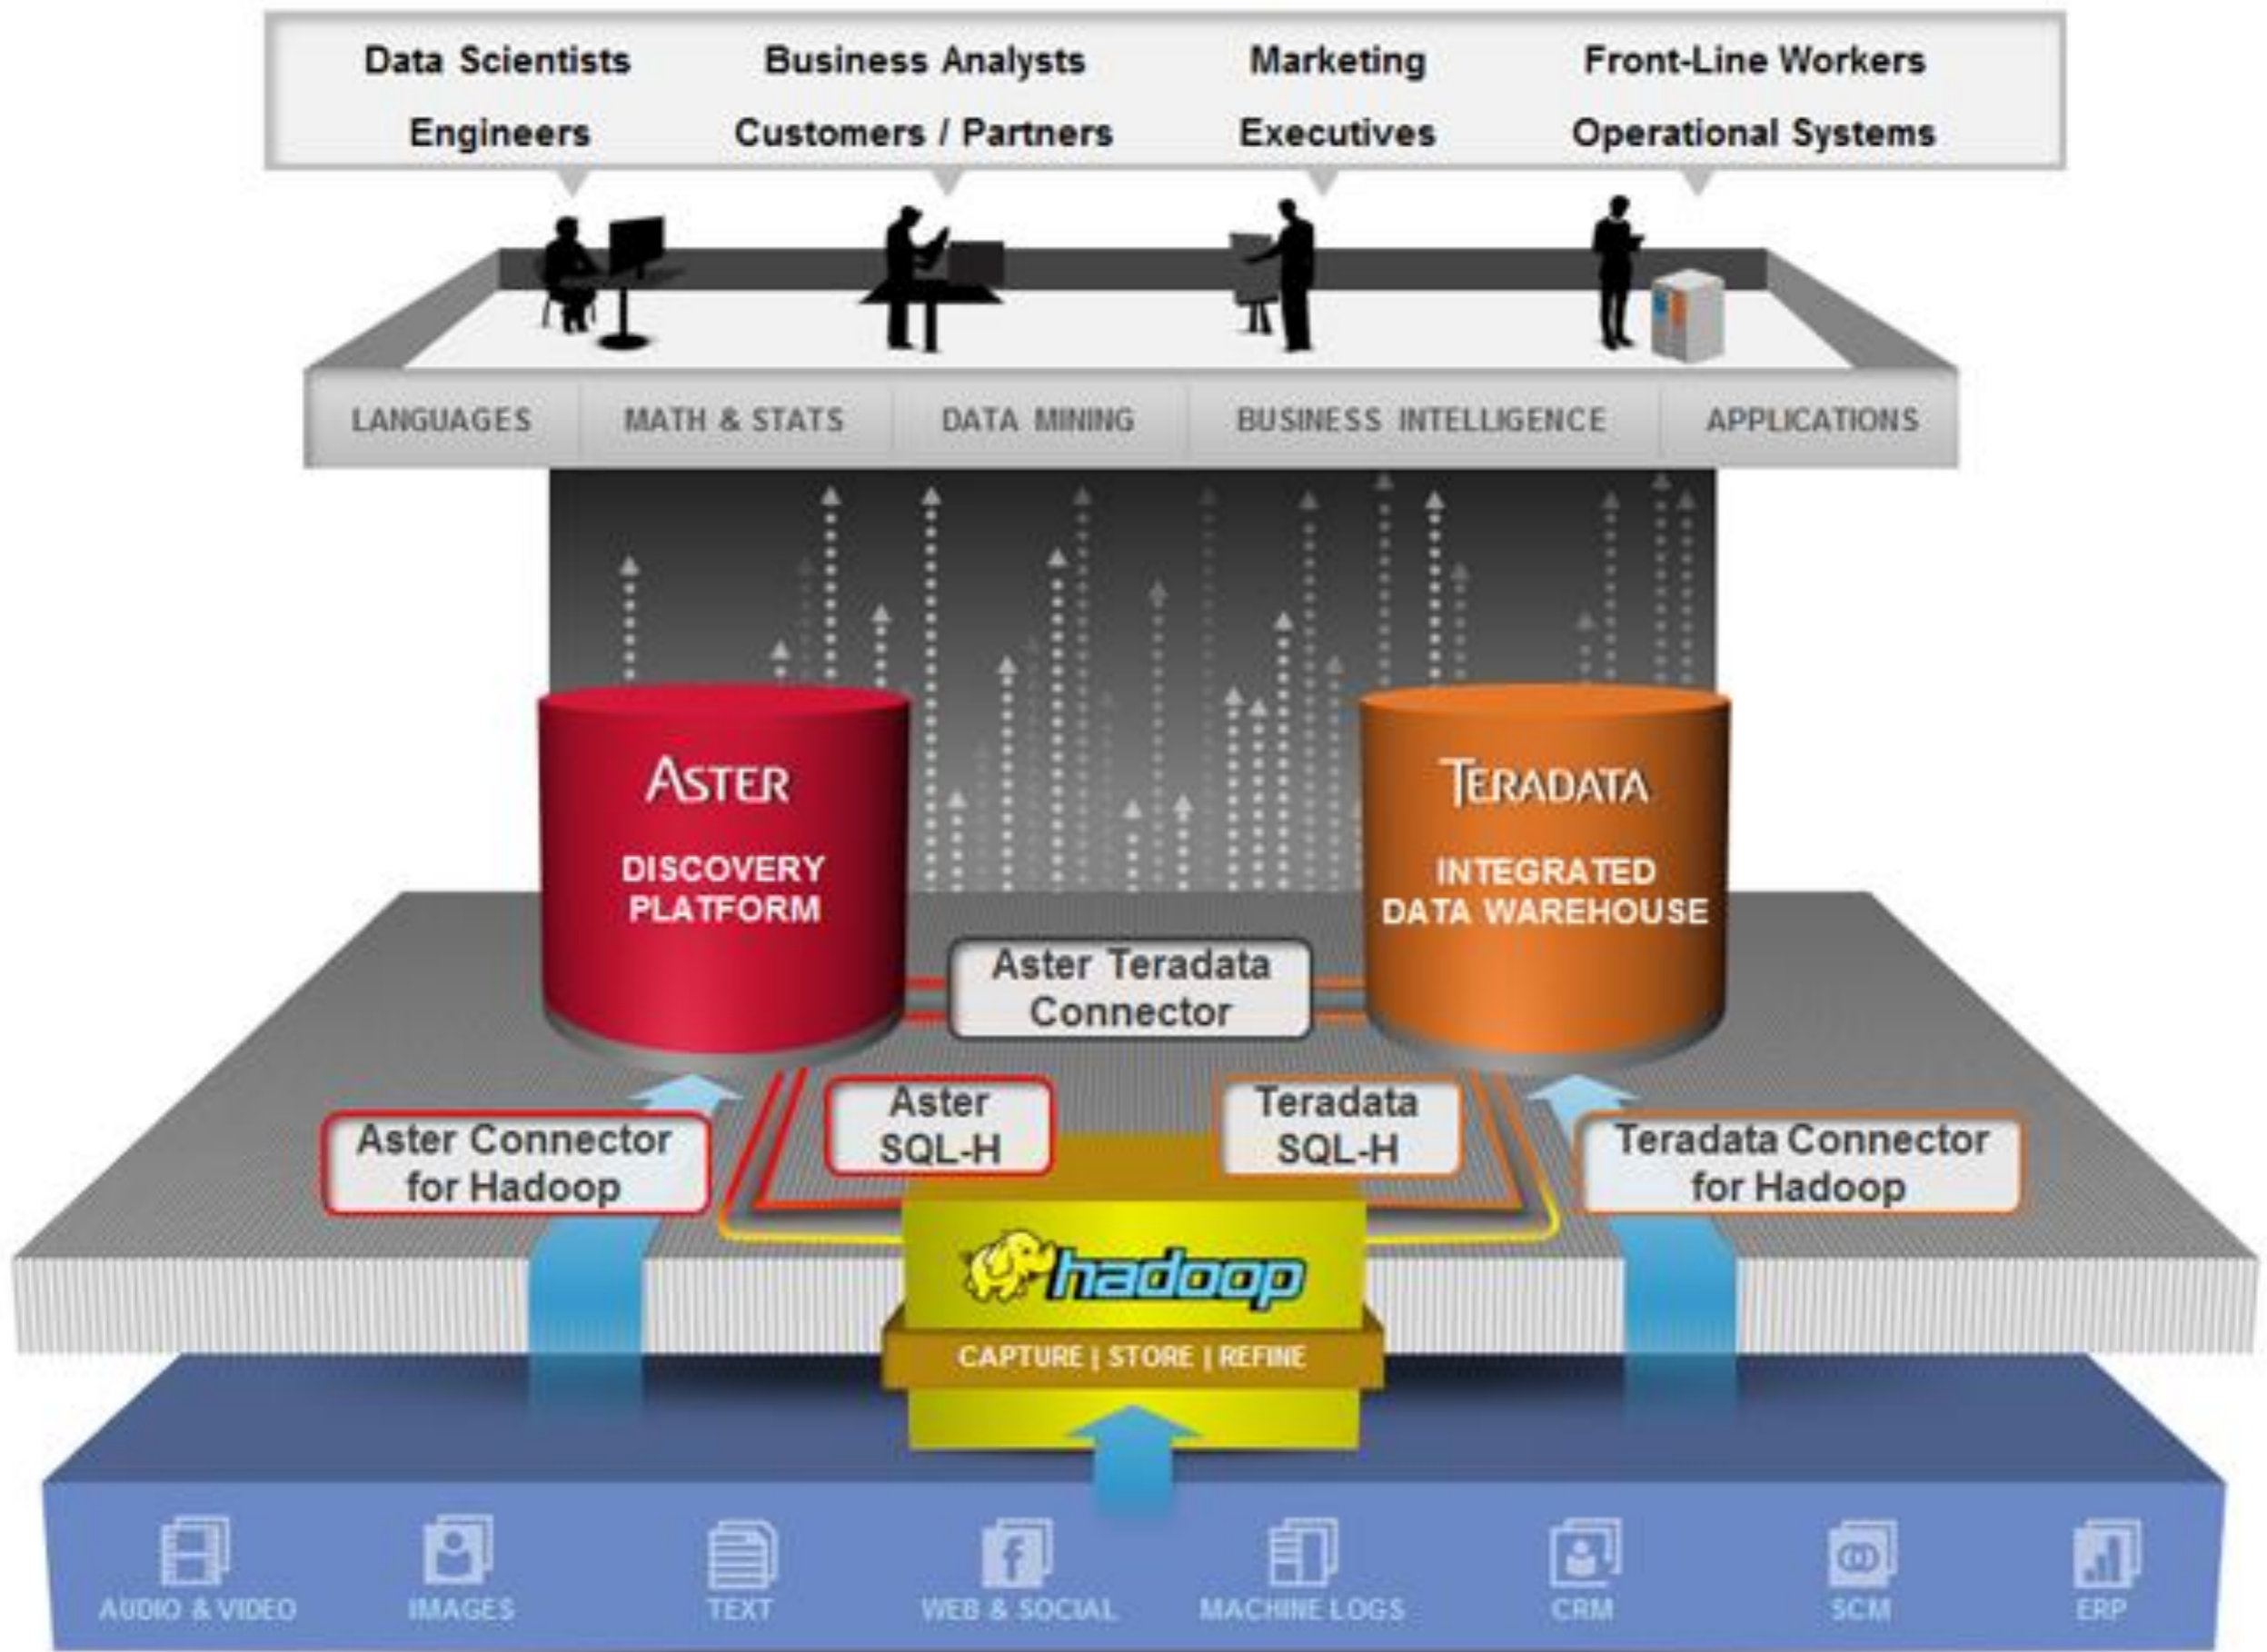 Data Scientists
Business Analysts
Marketing
Front-Line Workers
Engineers
Customers / Partners
Executives
Operational Systems
LANGUAGES
MATH & STATS
DATA MINING
BUSINESS INTELLIGENCE
APPLICATIONS
ASTER
DISCOVERY
PLATFORM
TERADATA
INTEGRATED
DATA WAREHOUSE
Aster Teradata
Connector
Aster Connector
for Hadoop
Aster
SQL-H
Teradata
SQL-H
Teradata Connector
for Hadoop
hadoop
CAPTURE | STORE | REFINE
AUDIO & VIDEO
IMAGES
TEXT
f
WEB & SOCIAL
MACHINE LOGS
CRM
SCM
ERP